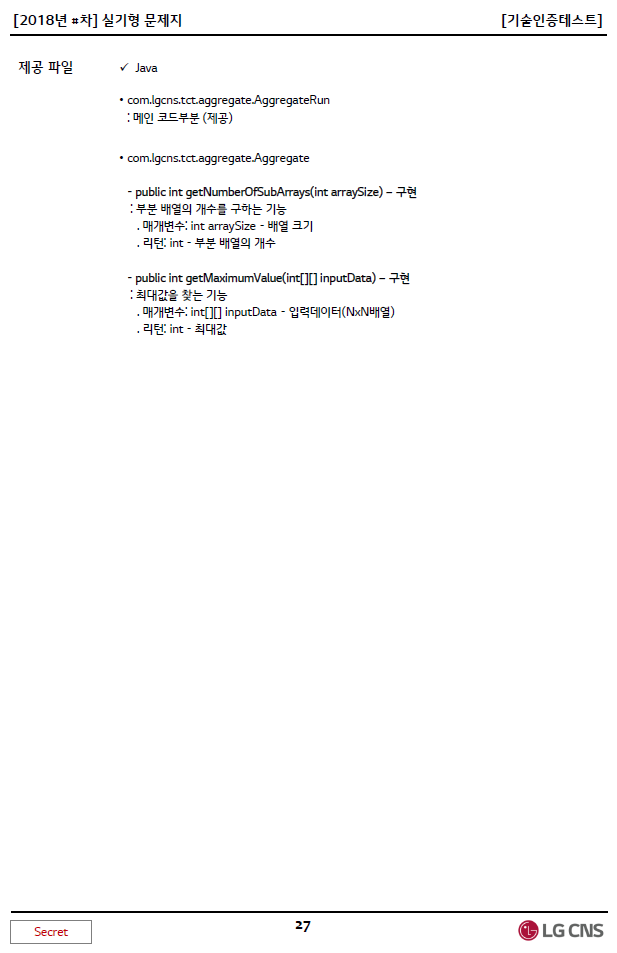 [2018년 #차] 실기형 문제지 [기술인증테스트]
제공 파일 ✓ Java
• com.lgcns.tct.aggregate.AggregateRun
: 메인 코드부분 (제공)
• com.lgcns.tct.aggregate.Aggregate
- public int getNumberOfSubArrays(int arraySize) – 구현
: 부분 배열의 개수를 구하는 기능
. 매개변수: int arraySize - 배열 크기
. 리턴: int - 부분 배열의 개수
- public int getMaximumValue(int[][] inputData) – 구현
: 최대값을 찾는 기능
. 매개변수: int[][] inputData - 입력데이터(NxN배열)
. 리턴: int - 최대값
Secret 27 LG CNS